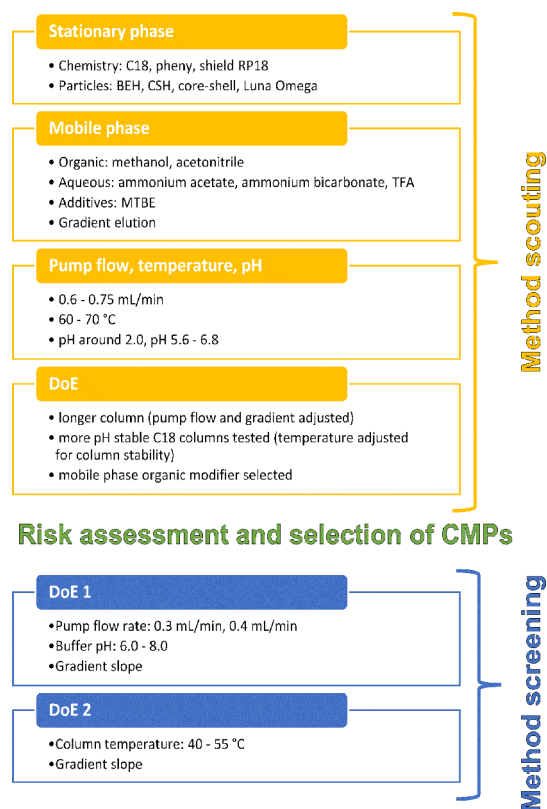 Stationary phase
• Chemistry: C18, pheny, shield RP18
• Particles: BEH, CSH, core-shell, Luna Omega
Mobile phase
• Organic: methanol, acetonitrile
• Aqueous: ammonium acetate, ammonium bicarbonate, TFA
• Additives: MTBE
• Gradient elution
Pump flow, temperature, pH
• 0.6 - 0.75 mL/min
• 60 - 70 °C
• pH around 2.0, pH 5.6 - 6.8
DoE
• longer column (pump flow and gradient adjusted)
• more pH stable C18 columns tested (temperature adjusted
for column stability)
• mobile phase organic modifier selected
Method scouting
Risk assessment and selection of CMPs
DoE 1
•Pump flow rate: 0.3 mL/min, 0.4 mL/min
•Buffer pH: 6.0 - 8.0
•Gradient slope
DoE 2
•Column temperature: 40 - 55 °C
•Gradient slope
Method screening